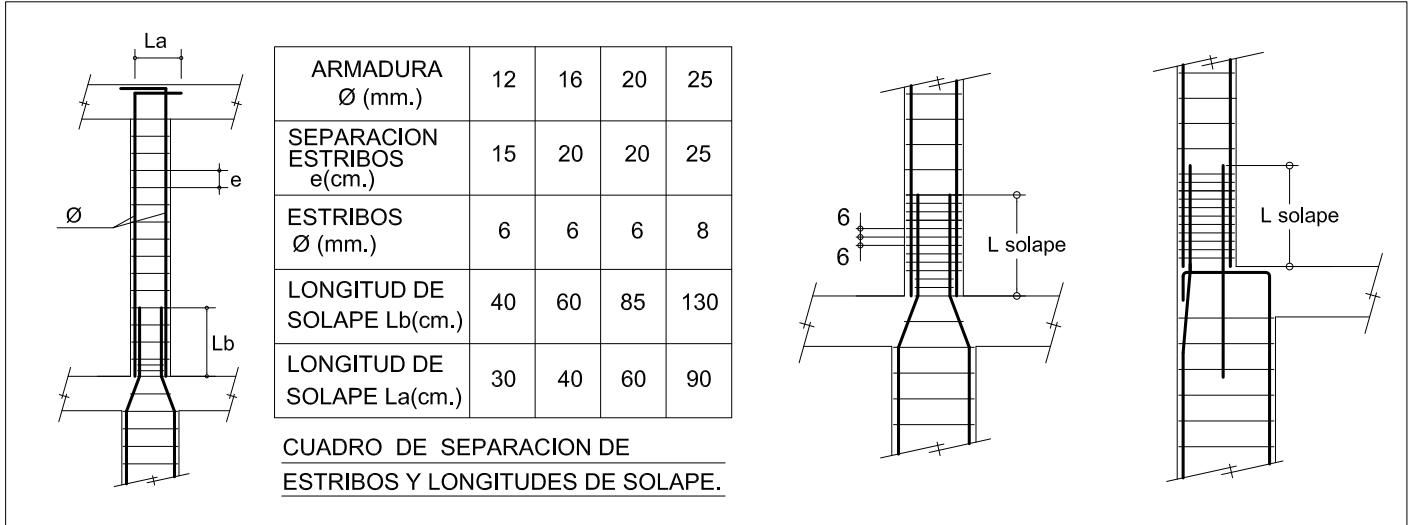 La
e
Ø
Lb
ARMADURA
Ø (mm.)
12 16 20 25
SEPARACION
ESTRIBOS
e(cm.)
15 20 20 25
ESTRIBOS
Ø (mm.)
6 6 6 8
LONGITUD DE
SOLAPE Lb(cm.)
40 60 85 130
LONGITUD DE
SOLAPE La(cm.)
30 40 60 90
CUADRO DE SEPARACION DE
ESTRIBOS Y LONGITUDES DE SOLAPE.
6
6
L solape
L solape